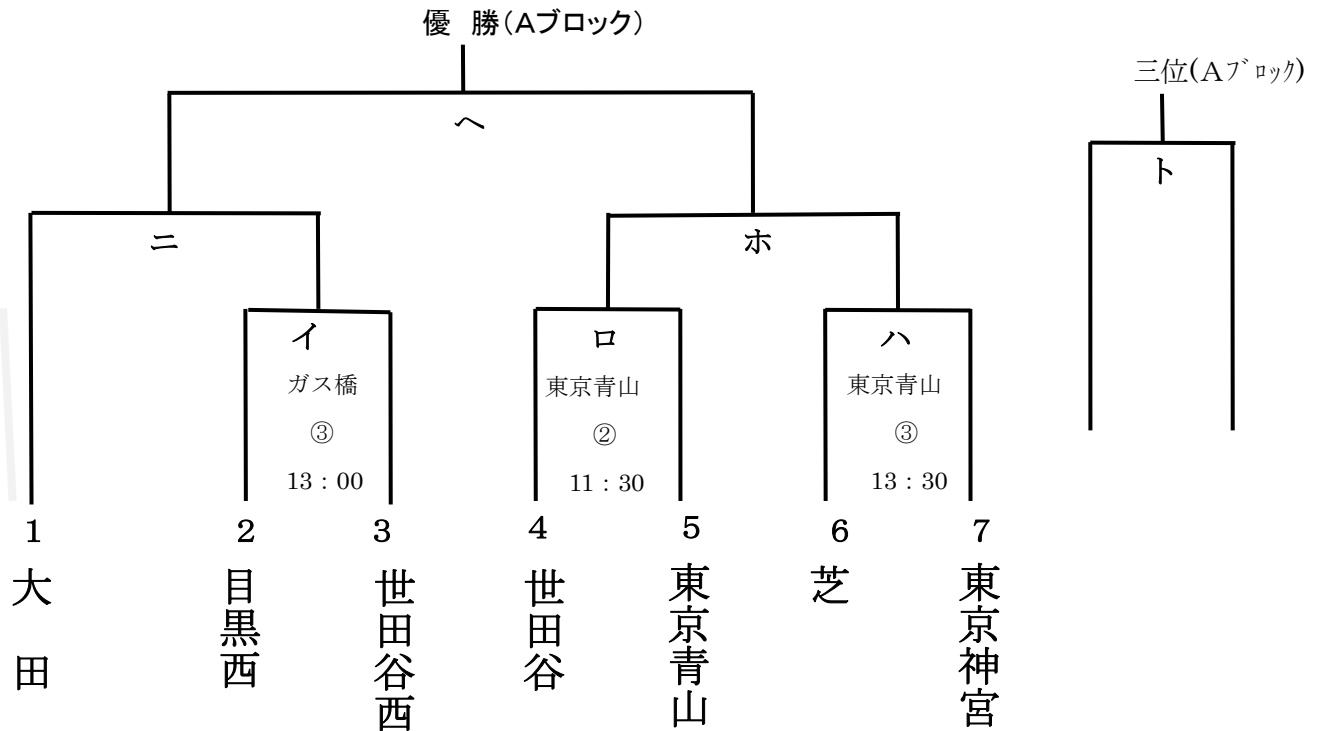 優 勝(Aブロック)
三位(Aﾌﾞﾛｯｸ)
ヘ
ト
ニ
ホ
イ
ロ
ハ
ガス橋
東京青山
東京青山
③
②
③
13：00
11：30
13：30
1
2
3
4
5
6
7
大 田
目黒西
世田谷西
世田谷
東京青山
芝
東京神宮